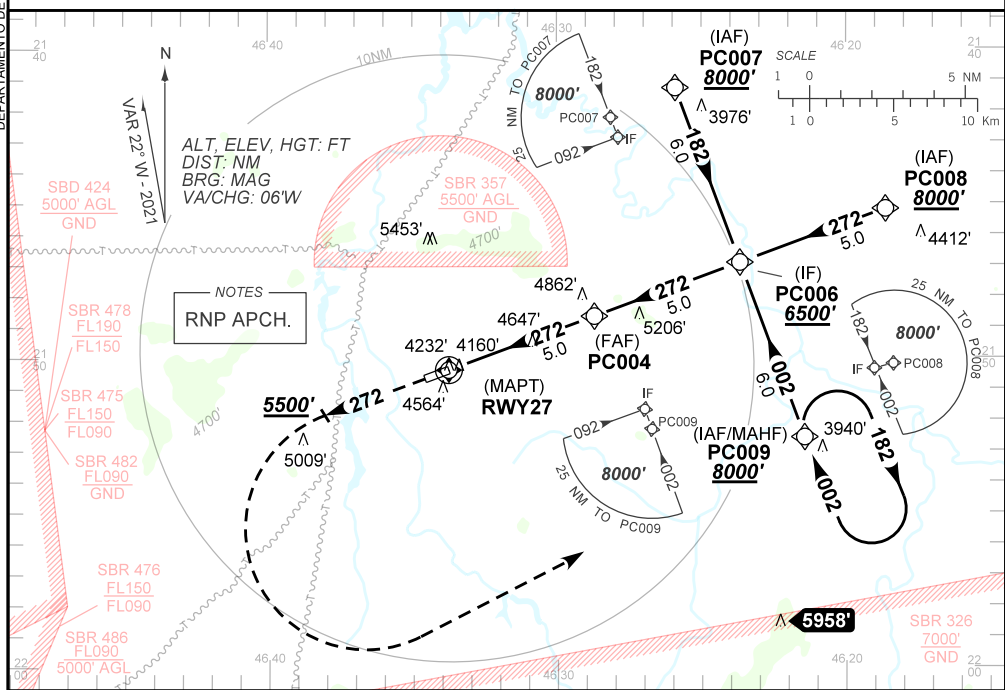 DEPARTAMENTO DE
21
40
46.40
46.30
46.20
21
40
10NM
N
VAR 22° W - 2021
ALT, ELEV, HGT: FT
DIST: NM
BRG: MAG
VA/CHG: 06'W
25 NM TO PC007
8000'
182
PC007
IF
092
(IAF)
PC007
8000'
3976'
182
6.0
SCALE
1 0 5 NM
1 0 5 10 Km
(IAF)
PC008
8000'
272
5.0
4412'
SBD 424
5000' AGL
GND
SBR 357
5500' AGL
GND
5453'
4700'
(IF)
PC006
6500'
272
5.0
4862'
5206'
NOTES
RNP APCH.
SBR 478
FL190
FL150
4647'
272
5.0
(FAF)
PC004
25 NM TO PC008
8000'
182
IF
PC008
002
4232'
4160'
4564'
(MAPT)
RWY27
21
50
SBR 475
FL150
FL090
4700'
5500'
272
5009'
002
6.0
SBR 482
FL090
GND
092
IF
PC009
002
8000'
25 NM TO PC009
(IAF/MAHF)
PC009
8000'
3940'
182
002
SBR 476
FL150
FL090
SBR 486
FL090
5000' AGL
5958'
SBR 326
7000'
GND
22
00
46.40
46.30
46.20
22
00